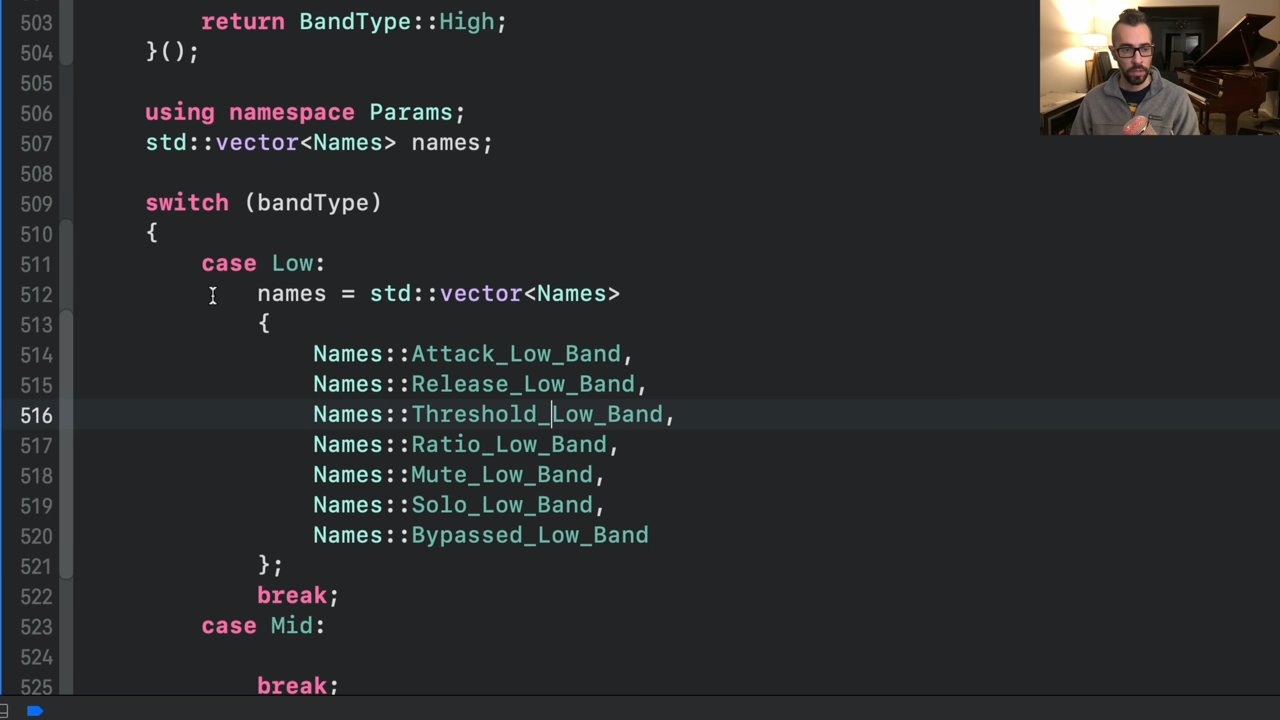 503 return BandType::High;
504 }();
505
506 using namespace Params;
507 std::vector<Names> names;
508
509 switch (bandType)
510 {
511 case Low:
512 names = std::vector<Names>
513 {
514 Names::Attack_Low_Band,
515 Names::Release_Low_Band,
516 Names::Threshold_Low_Band,
517 Names::Ratio_Low_Band,
518 Names::Mute_Low_Band,
519 Names::Solo_Low_Band,
520 Names::Bypassed_Low_Band
521 };
522 break;
523 case Mid:
524
525 break;